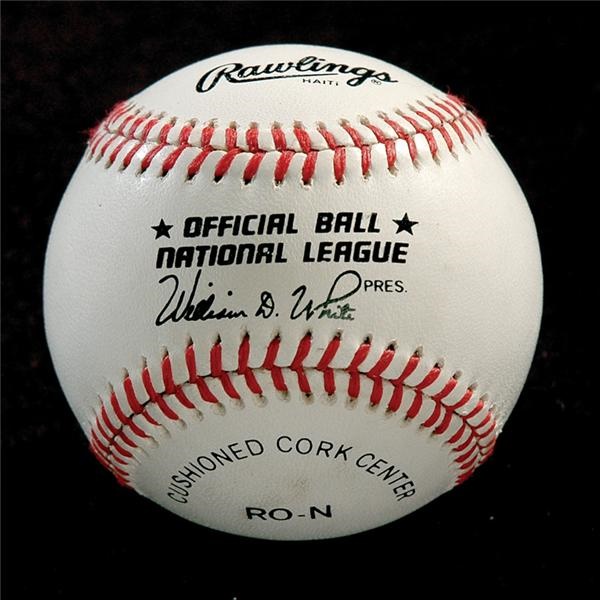 Rawlings®
HAITI
★ OFFICIAL BALL ★
NATIONAL LEAGUE
William D. White PRES.
CUSHIONED CORK CENTER
RO-N